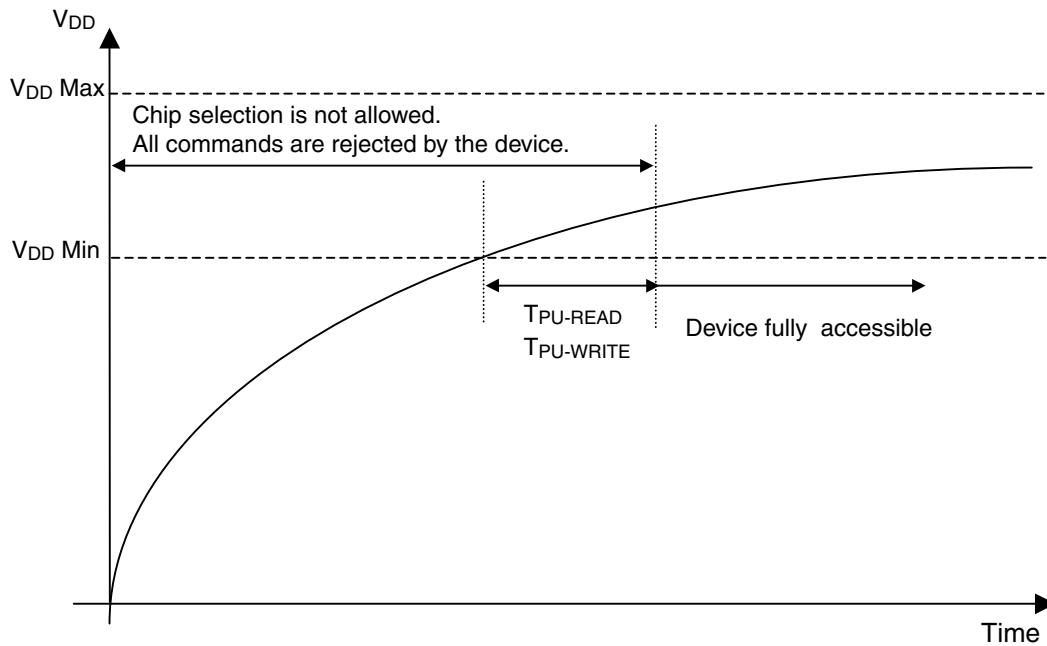 VDD
VDD Max
Chip selection is not allowed.
All commands are rejected by the device.
VDD Min
TPU-READ
TPU-WRITE
Device fully accessible
Time